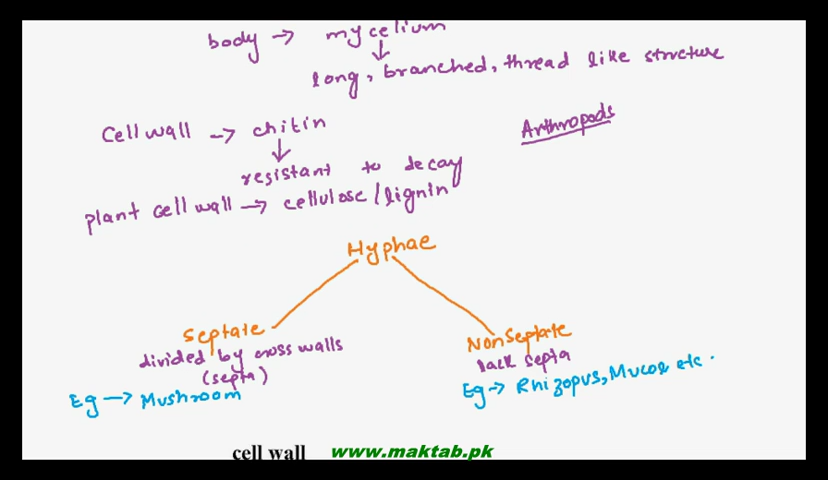 body → mycelium
↓
long, branched, thread like structure
Cell wall → chitin
Arthropods
↓
resistant to decay
plant cell wall → cellulose/lignin
Hyphae
Septate
NonSeptate
divided by cross walls
(septa)
lack septa
Eg → Mushroom
Eg → Rhizopus, Mucor etc.
cell wall www.maktab.pk